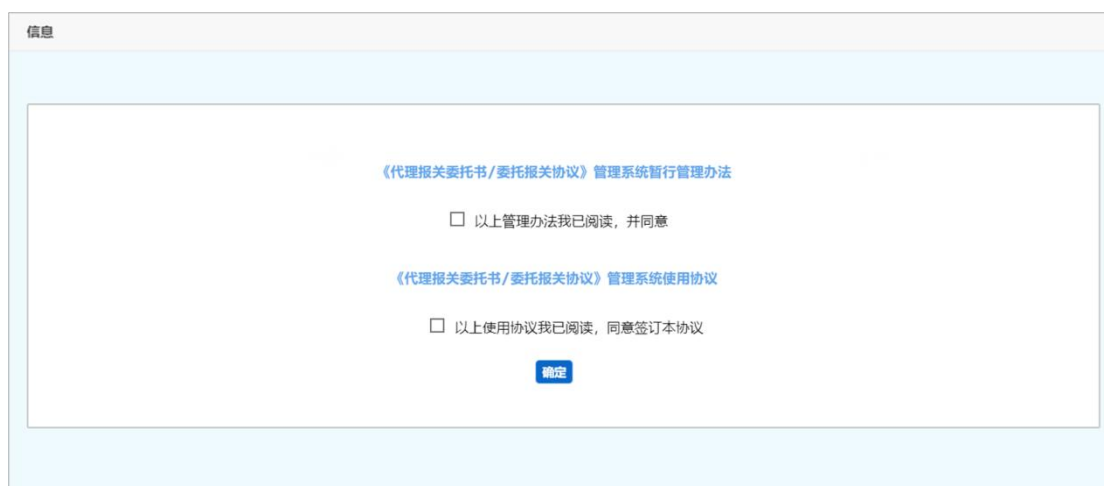 信息
《代理报关委托书/委托报关协议》管理系统暂行管理办法
以上管理办法我已阅读，并同意
《代理报关委托书/委托报关协议》管理系统使用协议
以上使用协议我已阅读，同意签订本协议
确定